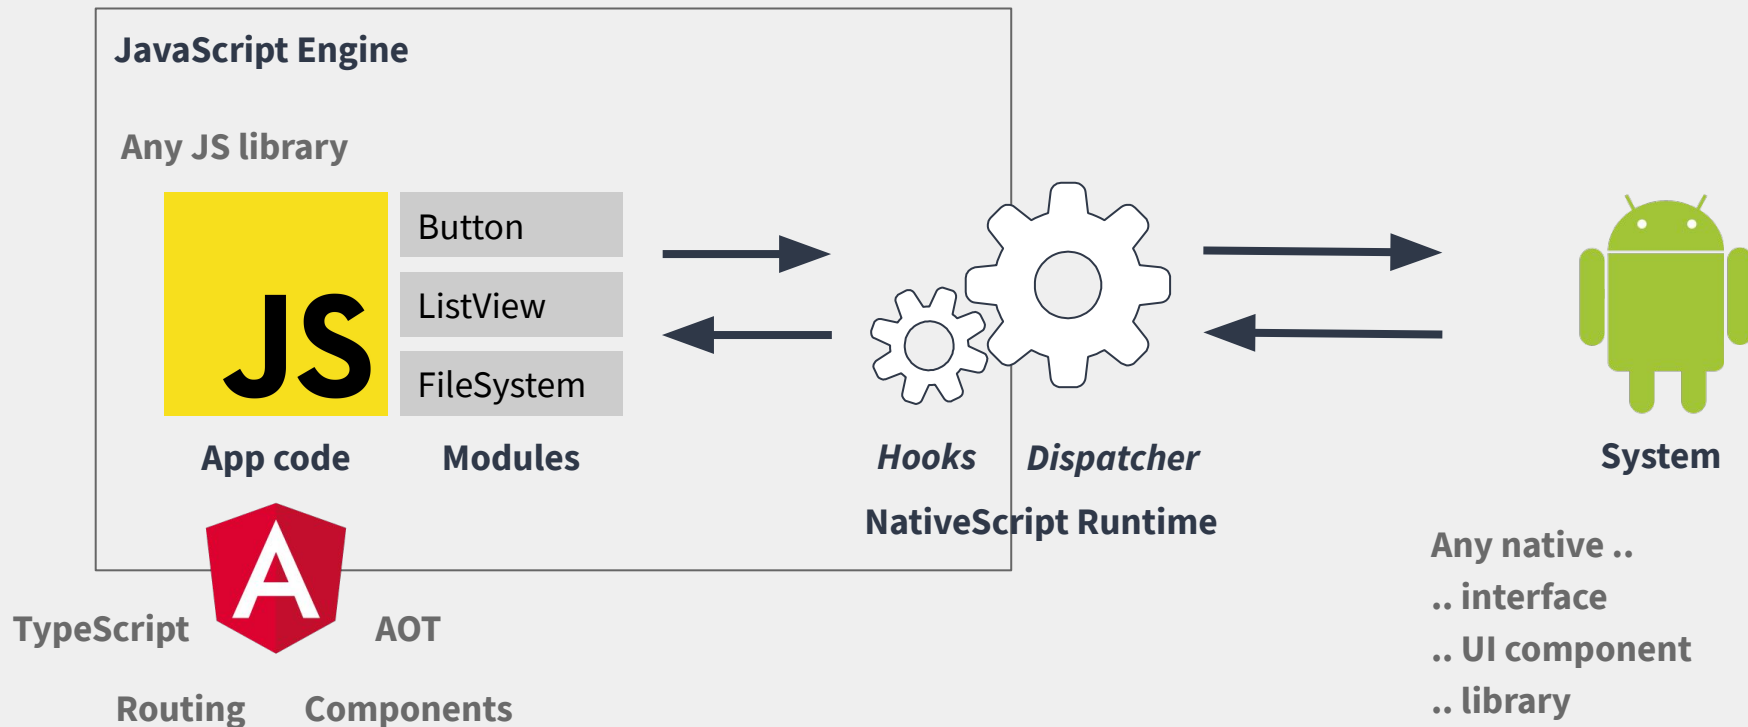 JavaScript Engine
Any JS library
JS
Button
ListView
FileSystem
App code
Modules
Hooks
Dispatcher
NativeScript Runtime
System
A
TypeScript
AOT
Routing
Components
Any native ..
.. interface
.. UI component
.. library